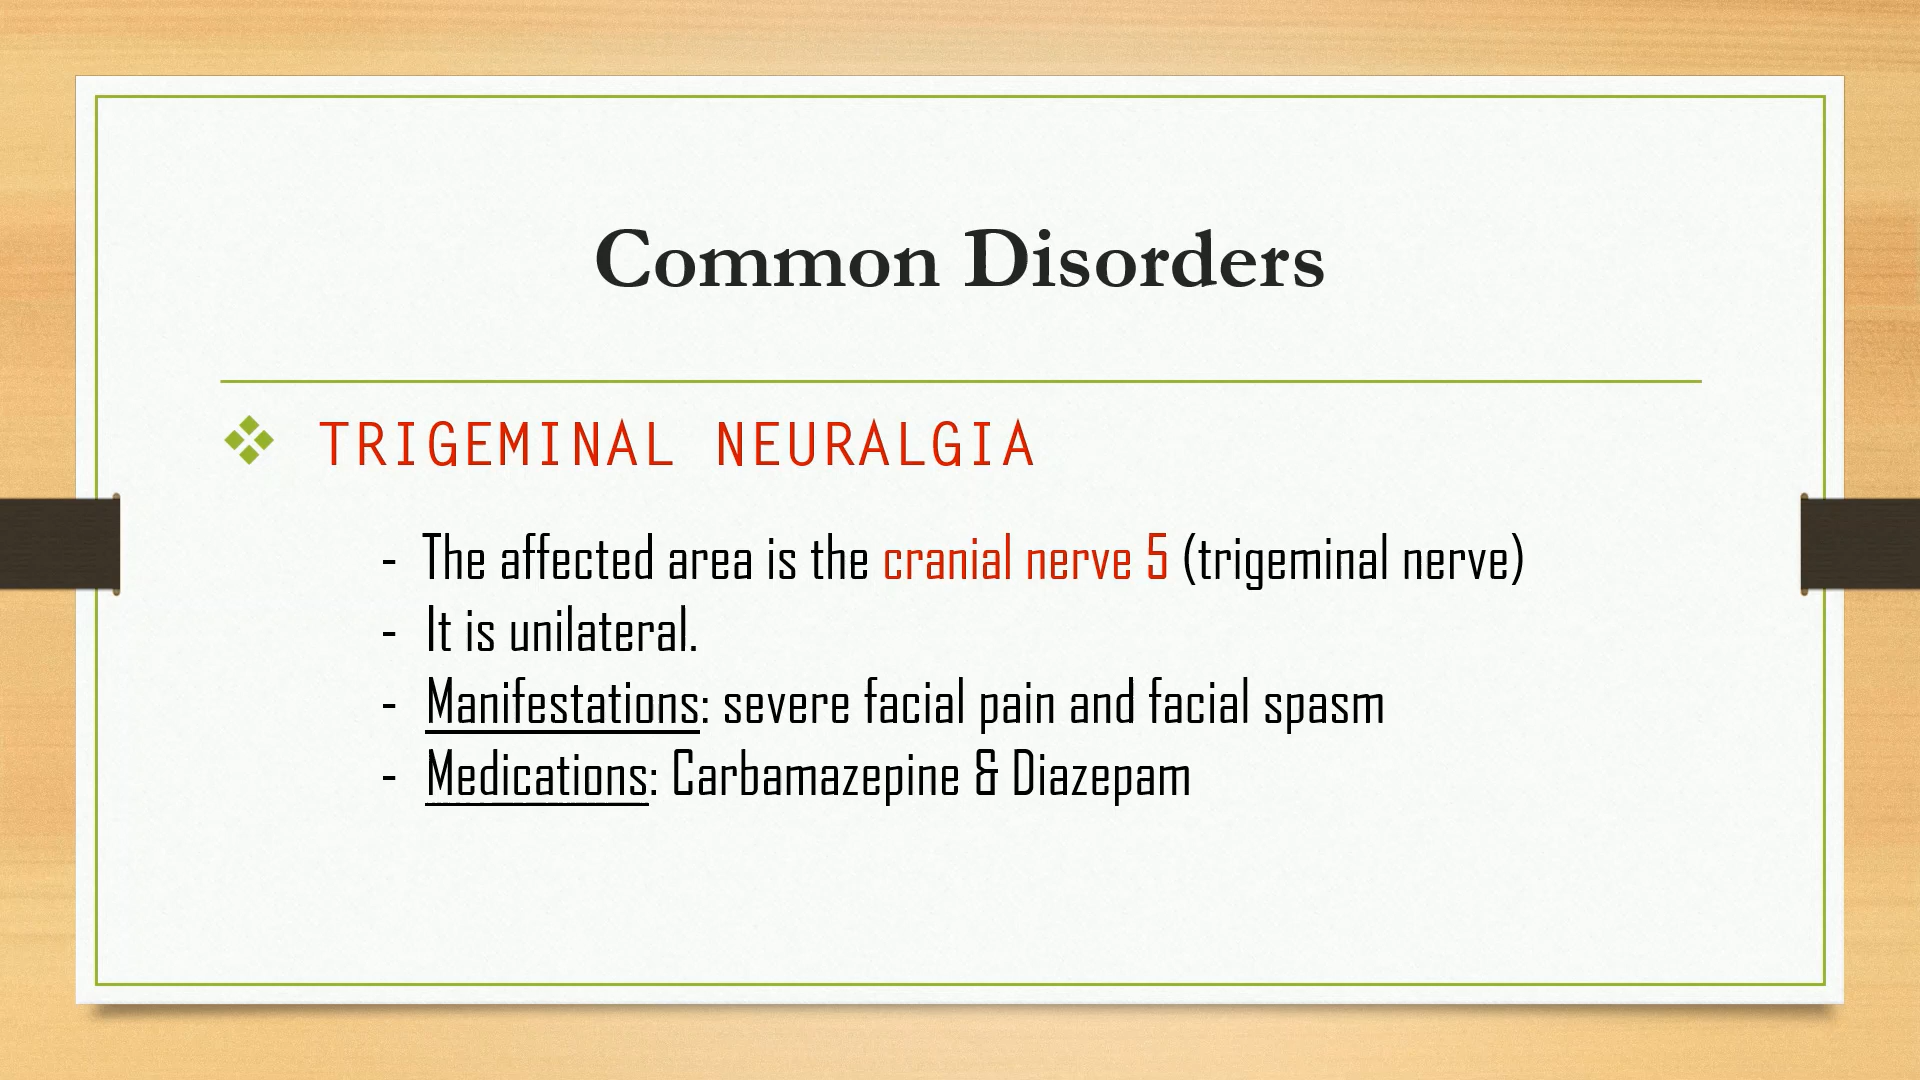 Common Disorders
TRIGEMINAL NEURALGIA
- The affected area is the cranial nerve 5 (trigeminal nerve)
- It is unilateral.
- Manifestations: severe facial pain and facial spasm
- Medications: Carbamazepine & Diazepam